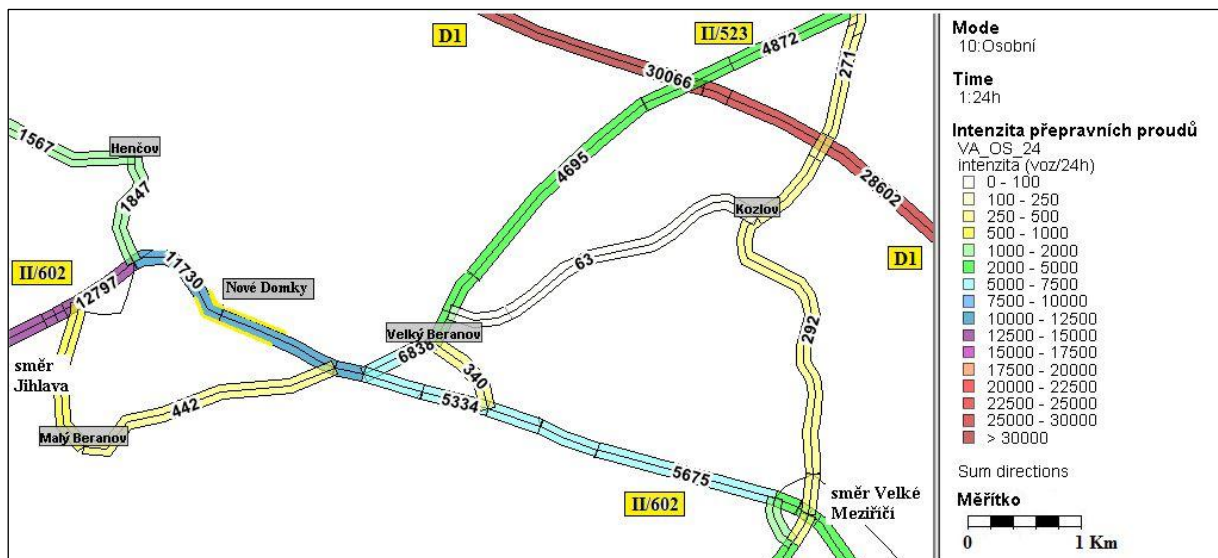 D1
II/523
4872
30066
271
1567
Henčov
1847
4695
28602
Kozlov
II/602
12797
11730
Nové Domky
63
D1
Velký Beranov
6838
292
340
směr
Jihlava
442
5334
Malý Beranov
5675
II/602
směr Velké
Meziříčí
Mode
10:Osobní
Time
1:24h
Intenzita přepravních proudů
VA_OS_24
intenzita (voz/24h)
0 - 100
100 - 250
250 - 500
500 - 1000
1000 - 2000
2000 - 5000
5000 - 7500
7500 - 10000
10000 - 12500
12500 - 15000
15000 - 17500
17500 - 20000
20000 - 22500
22500 - 25000
25000 - 30000
> 30000
Sum directions
Měřítko
0 1 Km